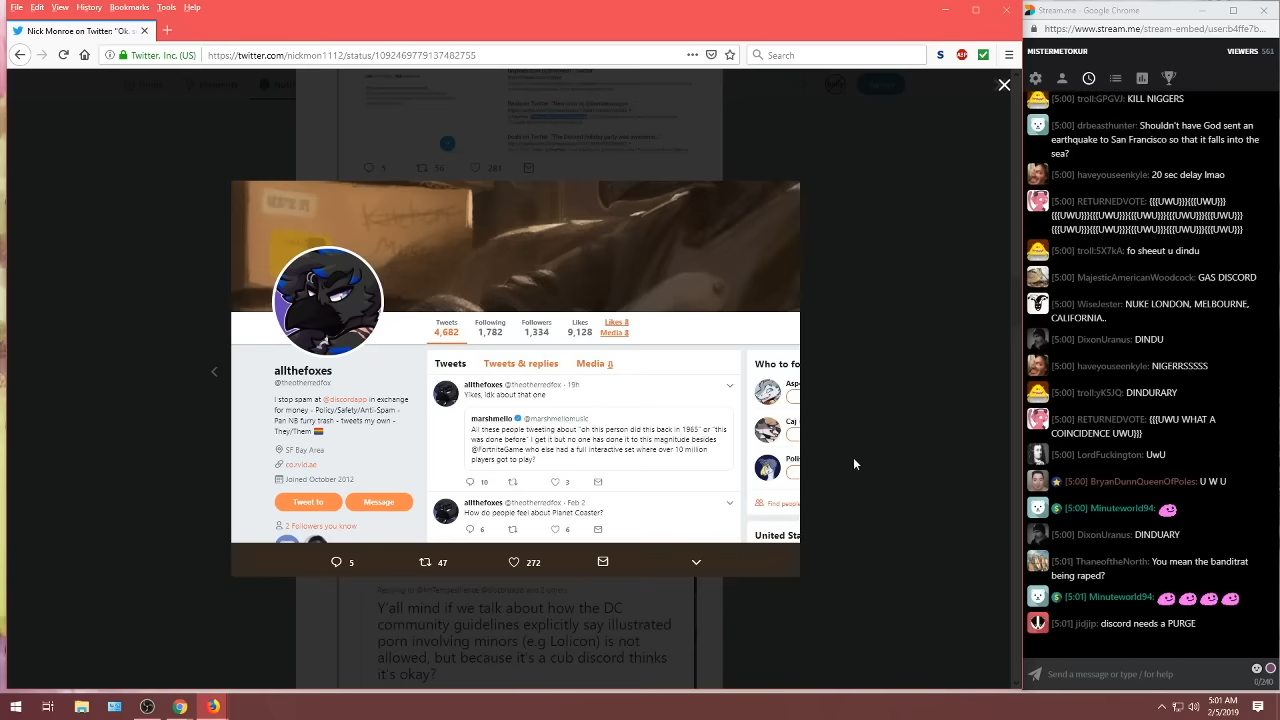 File Edit View History Bookmarks Tools Help
Nick Monroe on Twitter: "Ok. s
Twitter, Inc. (US) https://twitter.com/nickmon1112/status/1092469779137482755
Search
5 56 281
Tweets Following Followers Likes Likes
4,682 1,782 1,334 9,128 Media
allthefoxes
@theotherredfox
I stop spam at @discordapp in exchange
for money - Policy/Safety/Anti-Spam -
Pan NB furry trash - tweets my own -
They/Them
SF Bay Area
co:rvid.ae
Joined October 2012
Tweet to Message
2 Followers you know
Tweets Tweets & replies Media
allthefoxes @theotherredfox · 19h
Yikes, idk about that one
marshmello @marshmellomusic
All these people tweeting about "oh this person did this back in 1965" or "this
was done before" I get it but no one has done it to this magnitude besides
@FortniteGame who else had a full interactive set where over 10 million
players got to play?
10 3
allthefoxes @theotherredfox · Feb 2
How do people feel about Planet Coaster?
6 6
Who to fo
Find people
United Sta
5 47 272
Y'all mind if we talk about how the DC
community guidelines explicitly say illustrated
porn involving minors (e.g Lolicon) is not
allowed, but because it's a cub discord thinks
it's okay?
Stream.me - Google Chrome
https://www.stream.me/stream-embed/userb4ffe7b...
MISTERMETOKUR VIEWERS 561
[5:00] troll:GPGVJ: KILL NIGGERS
[5:00] drbeasthunter: Shouldn't have God sent an
earthquake to San Francisco so that it falls into the
sea?
[5:00] haveyouseenkyle: 20 sec delay lmao
[5:00] RETURNEDVOTE: {{{UWU}}}{{{UWU}}}
{{{UWU}}}{{{UWU}}}{{{UWU}}}{{{UWU}}}{{{UWU}}}
{{{UWU}}}{{{UWU}}}{{{UWU}}}{{{UWU}}}{{{UWU}}}
[5:00] troll:5X7kA: fo sheeut u dindu
[5:00] MajesticAmericanWoodcock: GAS DISCORD
[5:00] WiseJester: NUKE LONDON, MELBOURNE,
CALIFORNIA..
[5:00] DixonUranus: DINDU
[5:00] haveyouseenkyle: NIGERRSSSSS
[5:00] troll:yK5JQ: DINDURARY
[5:00] RETURNEDVOTE: {{{UWU WHAT A
COINCIDENCE UWU}}}
[5:00] LordFuckington: UwU
[5:00] BryanDunnQueenOfPoles: U W U
[5:00] Minuteworld94:
[5:00] DixonUranus: DINDUARY
[5:01] ThaneoftheNorth: You mean the banditrat
being raped?
[5:01] Minuteworld94:
[5:01] jidjip: discord needs a PURGE
Send a message or type / for help
0/240
5:01 AM
2/5/2019